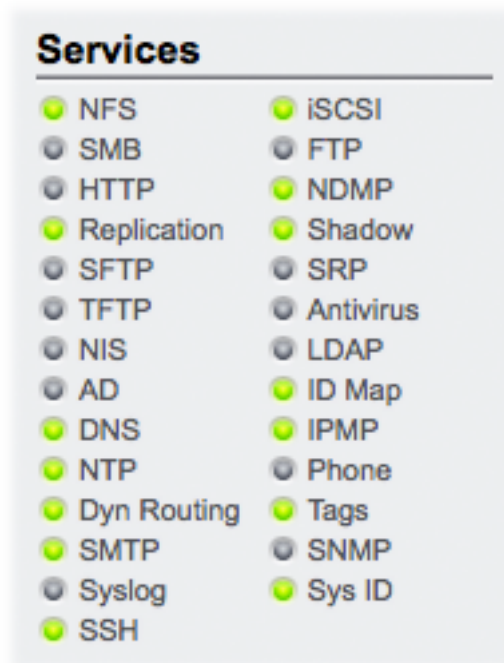 Services
NFS iSCSI
SMB FTP
HTTP NDMP
Replication Shadow
SFTP SRP
TFTP Antivirus
NIS LDAP
AD ID Map
DNS IPMP
NTP Phone
Dyn Routing Tags
SMTP SNMP
Syslog Sys ID
SSH